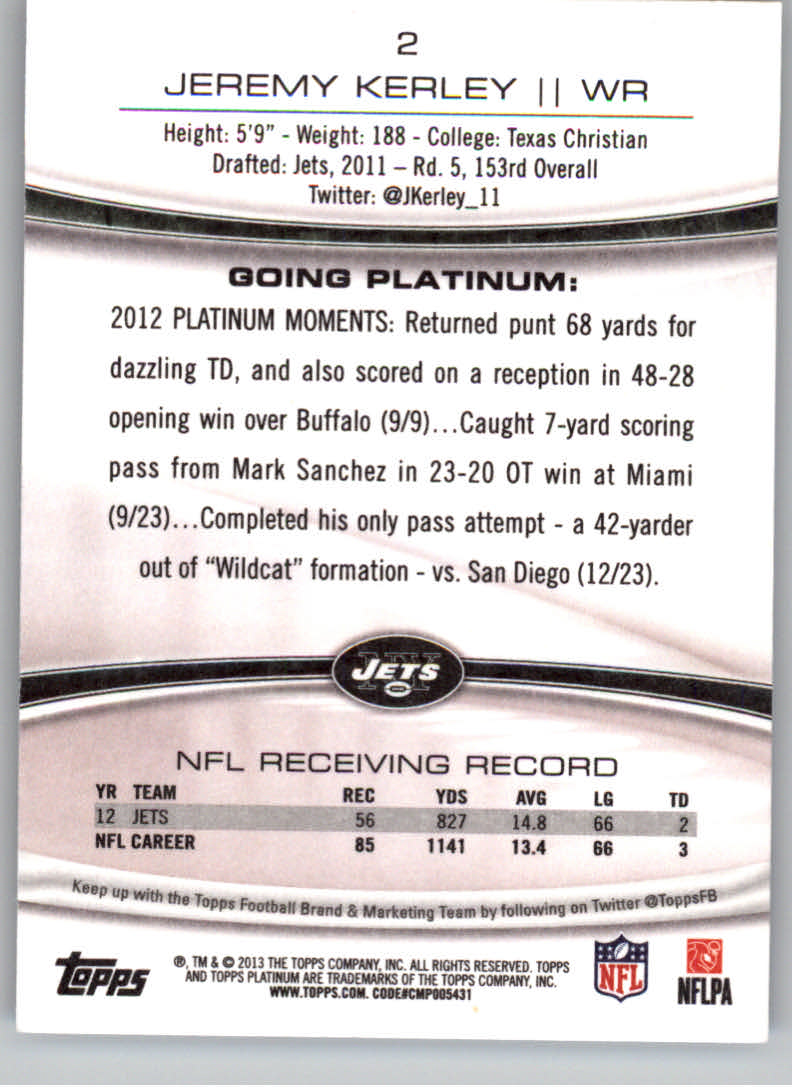 2
JEREMY KERLEY || WR
Height: 5'9" - Weight: 188 - College: Texas Christian
Drafted: Jets, 2011 – Rd. 5, 153rd Overall
Twitter: @JKerley_11
GOING PLATINUM:
2012 PLATINUM MOMENTS: Returned punt 68 yards for
dazzling TD, and also scored on a reception in 48-28
opening win over Buffalo (9/9)...Caught 7-yard scoring
pass from Mark Sanchez in 23-20 OT win at Miami
(9/23)...Completed his only pass attempt - a 42-yarder
out of "Wildcat" formation - vs. San Diego (12/23).
NY JETS
NFL RECEIVING RECORD
YR TEAM REC YDS AVG LG TD
12 JETS 56 827 14.8 66 2
NFL CAREER 85 1141 13.4 66 3
Keep up with the Topps Football Brand & Marketing Team by following on Twitter @ToppsFB
Topps
®, TM & © 2013 THE TOPPS COMPANY, INC. ALL RIGHTS RESERVED. TOPPS
AND TOPPS PLATINUM ARE TRADEMARKS OF THE TOPPS COMPANY, INC.
WWW.TOPPS.COM. CODE#CMP005431
NFL
NFLPA